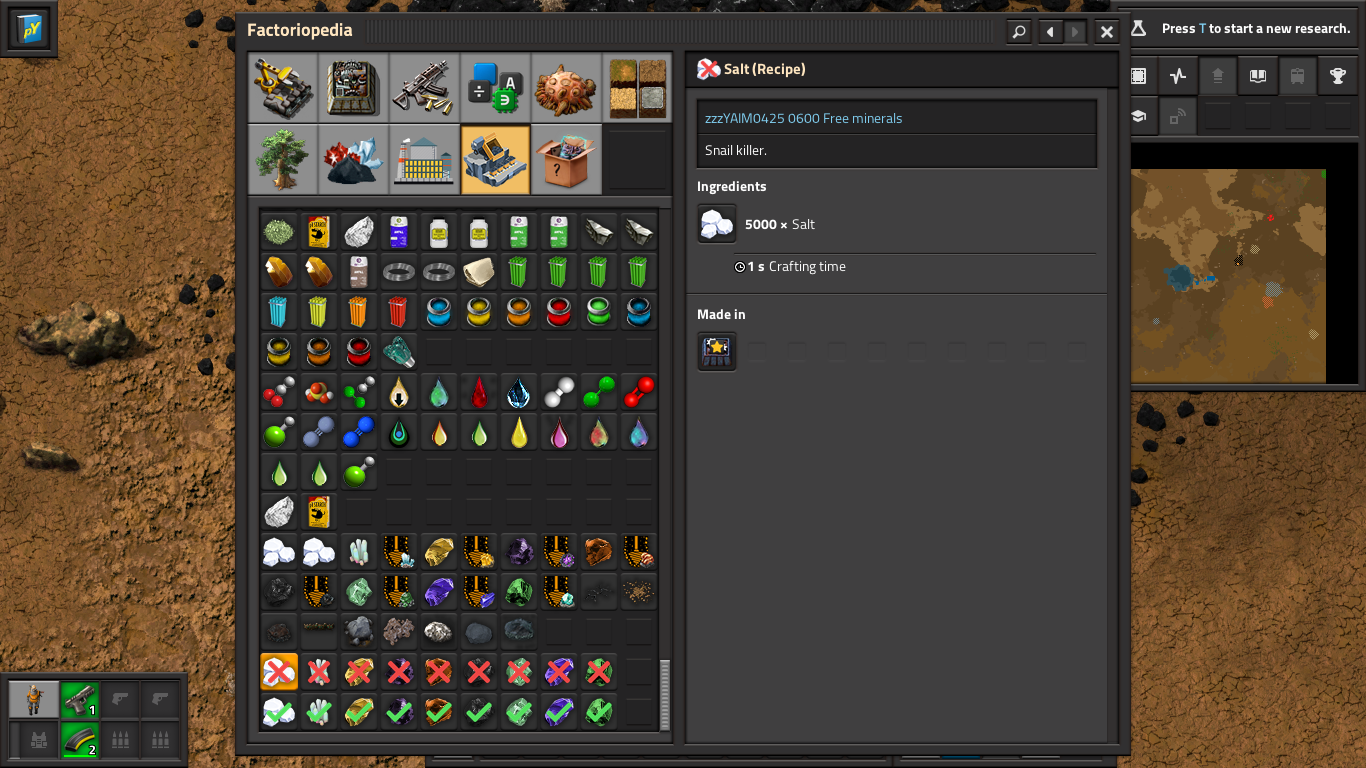 pY
Factoriopedia
Press T to start a new research.
Salt (Recipe)
zzzYAIM0425 0600 Free minerals
Snail killer.
Ingredients
5000 × Salt
1 s Crafting time
Made in
1
2